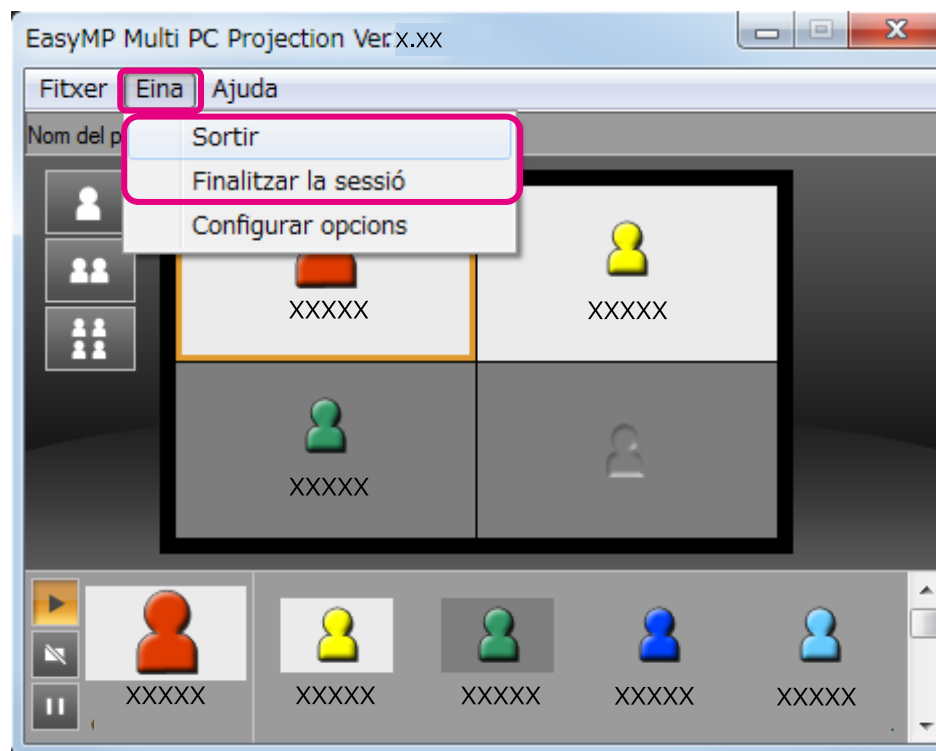 EasyMP Multi PC Projection Ver. x.xx
Fitxer Eina Ajuda
Nom del p
Sortir
Finalitzar la sessió
Configurar opcions
XXXXX XXXXX
XXXXX
XXXXX XXXXX XXXXX XXXXX XXXXX